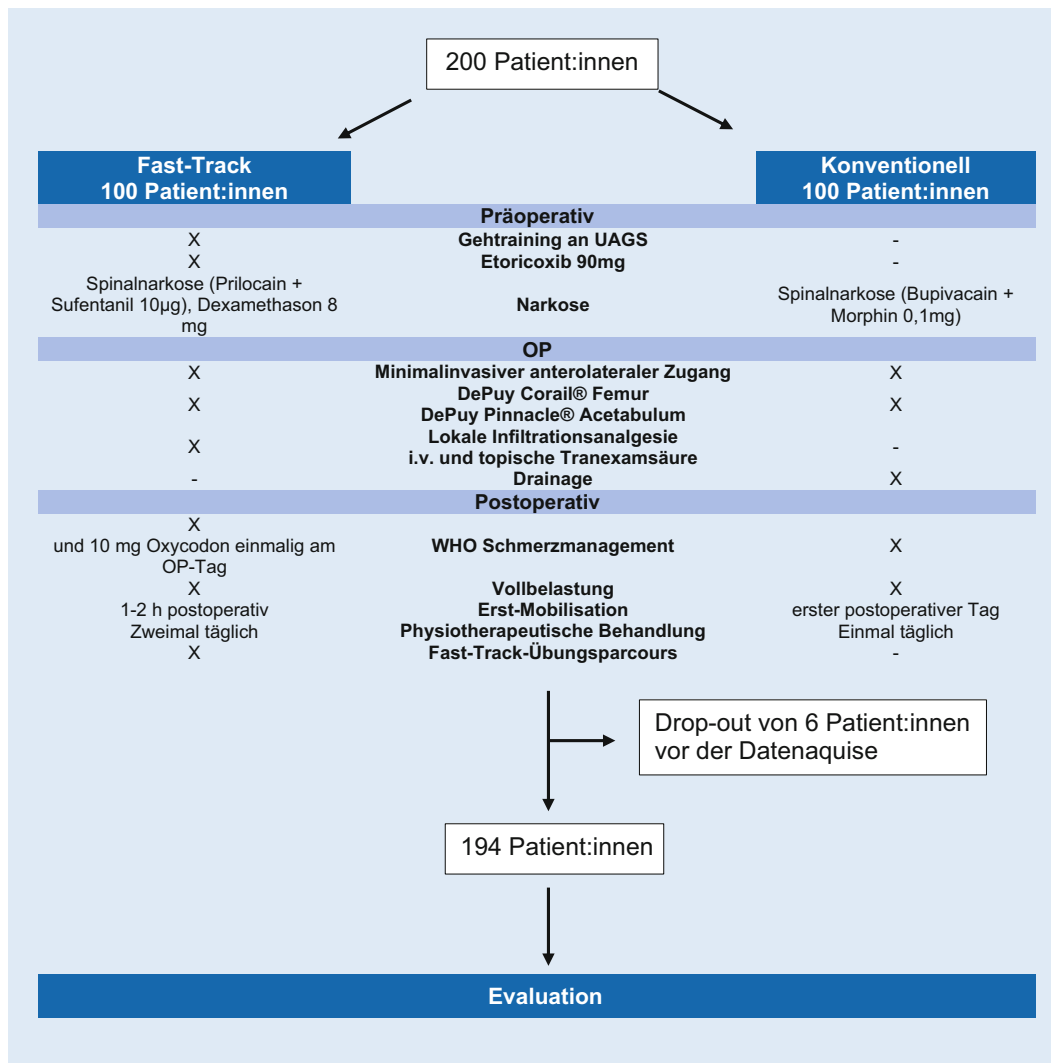 200 Patient:innen
Fast-Track
100 Patient:innen
Konventionell
100 Patient:innen
Präoperativ
X Gehtraining an UAGS -
X Etoricoxib 90mg -
Spinalnarkose (Prilocain +
Sufentanil 10µg), Dexamethason 8
mg
Narkose
Spinalnarkose (Bupivacain +
Morphin 0,1mg)
OP
X Minimalinvasiver anterolateraler Zugang X
X
DePuy Corail® Femur
DePuy Pinnacle® Acetabulum
X
X
Lokale Infiltrationsanalgesie
i.v. und topische Tranexamsäure
-
- Drainage X
Postoperativ
X
und 10 mg Oxycodon einmalig am
OP-Tag
WHO Schmerzmanagement
X
X Vollbelastung X
1-2 h postoperativ Erst-Mobilisation erster postoperativer Tag
Zweimal täglich Physiotherapeutische Behandlung Einmal täglich
X Fast-Track-Übungsparcours -
Drop-out von 6 Patient:innen
vor der Datenaquise
194 Patient:innen
Evaluation